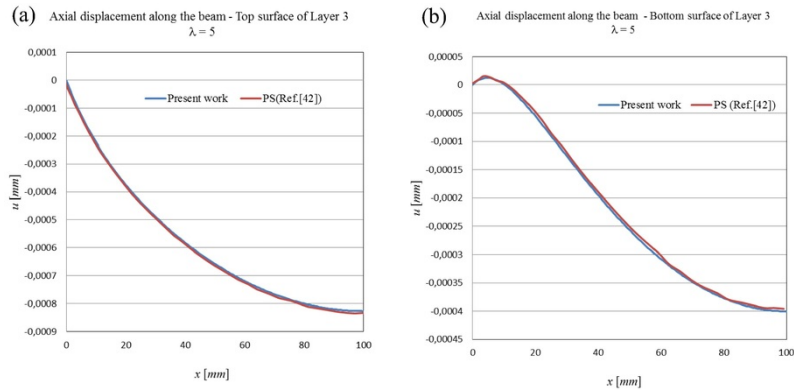 (a)
Axial displacement along the beam - Top surface of Layer 3
λ = 5
0,0001
0
-0,0001
-0,0002
-0,0003
-0,0004
-0,0005
-0,0006
-0,0007
-0,0008
-0,0009
u [mm]
Present work
PS(Ref.[42])
0
20
40
60
80
100
x [mm]
(b)
Axial displacement along the beam - Bottom surface of Layer 3
λ = 5
0,00005
0
-0,00005
-0,0001
-0,00015
-0,0002
-0,00025
-0,0003
-0,00035
-0,0004
-0,00045
u [mm]
Present work
PS (Ref.[42])
0
20
40
60
80
100
x [mm]